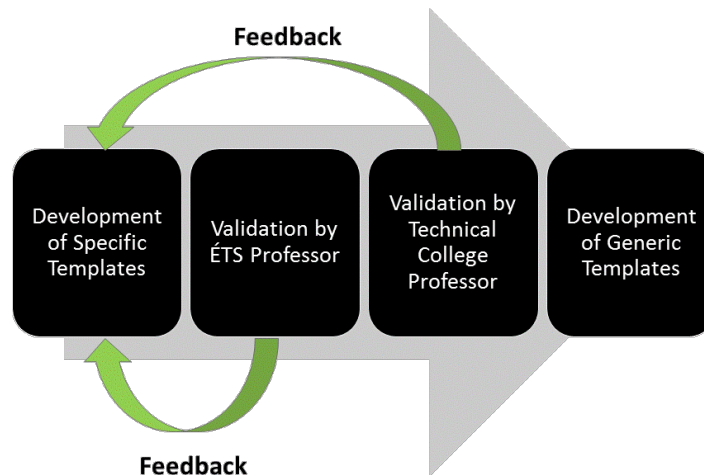 Feedback
Development
of Specific
Templates
Validation by
ÉTS Professor
Validation by
Technical
College
Professor
Development
of Generic
Templates
Feedback